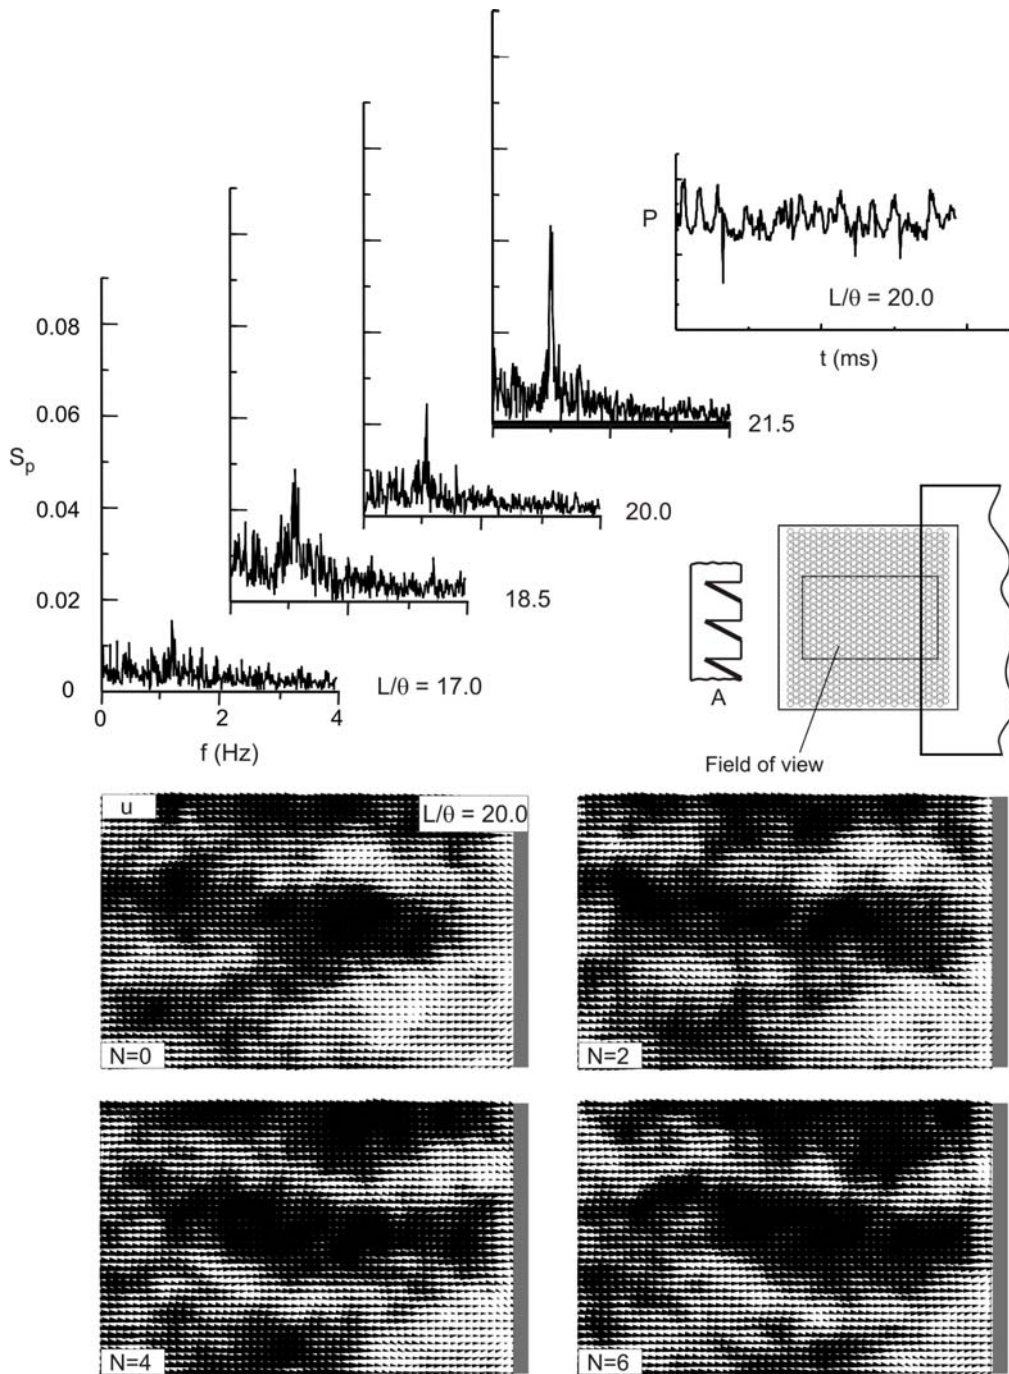 P
L/θ = 20.0
t (ms)
0.08
0.06
Sp
0.04
0.02
0
21.5
20.0
18.5
L/θ = 17.0
0
2
4
f (Hz)
A
Field of view
u
L/θ = 20.0
N=0
N=2
N=4
N=6